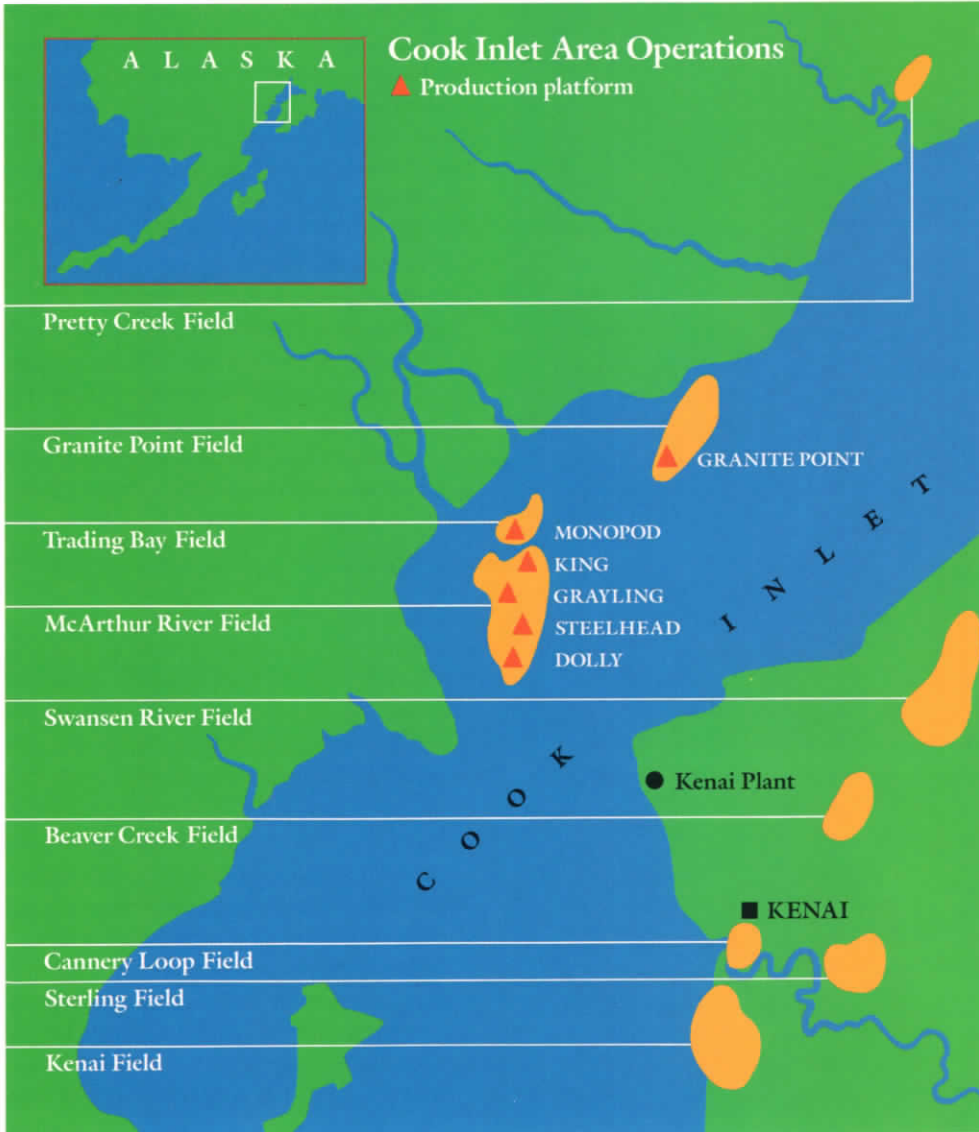 A L A S K A
Cook Inlet Area Operations
Production platform
Pretty Creek Field
Granite Point Field
GRANITE POINT
Trading Bay Field
MONOPOD
KING
GRAYLING
McArthur River Field
STEELHEAD
DOLLY
Swansen River Field
COOK INLET
Kenai Plant
Beaver Creek Field
KENAI
Cannery Loop Field
Sterling Field
Kenai Field